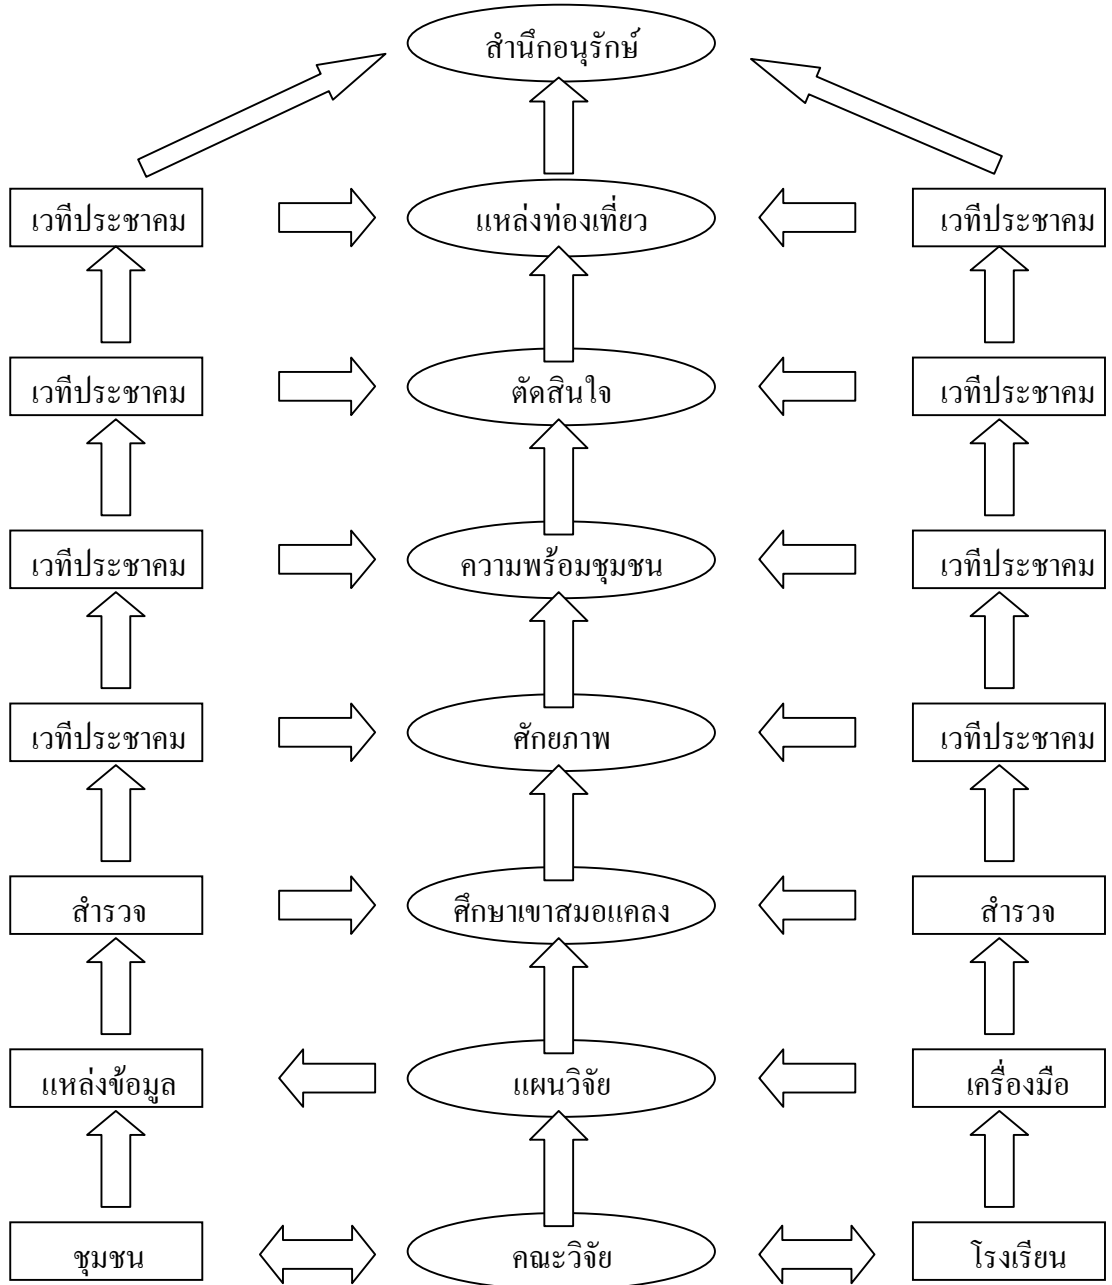 สำนึกอนุรักษ์
เวทีประชาคม แหล่งท่องเที่ยว เวทีประชาคม
เวทีประชาคม ตัดสินใจ เวทีประชาคม
เวทีประชาคม ความพร้อมชุมชน เวทีประชาคม
เวทีประชาคม ศักยภาพ เวทีประชาคม
สำรวจ ศึกษาเขาสมอแคลง สำรวจ
แหล่งข้อมูล แผนวิจัย เครื่องมือ
ชุมชน คณะวิจัย โรงเรียน